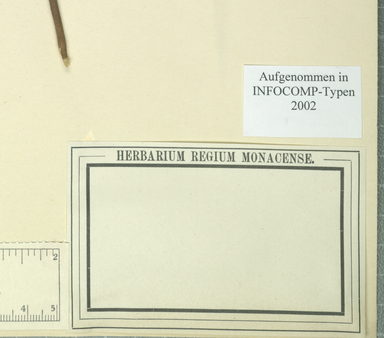 Aufgenommen in
INFOCOMP-Typen
2002
HERBARIUM REGIUM MONACENSE.
2
4 5